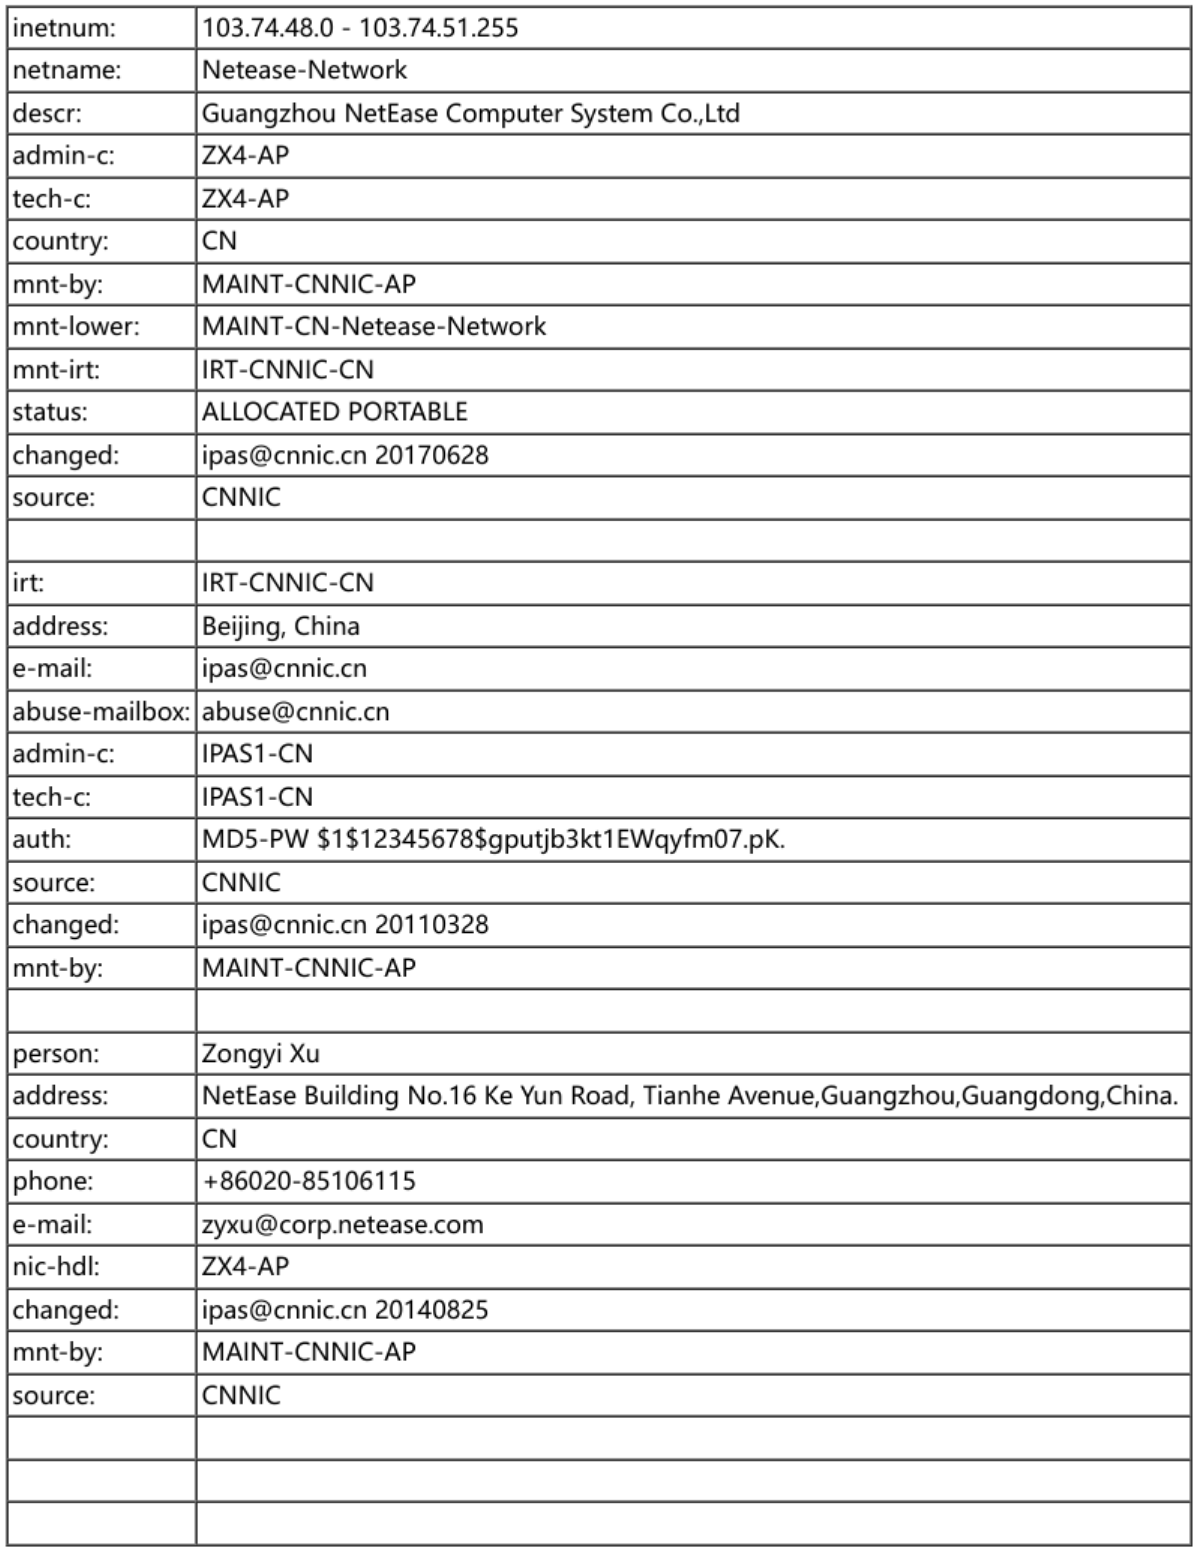 inetnum: 103.74.48.0 - 103.74.51.255
netname: Netease-Network
descr: Guangzhou NetEase Computer System Co.,Ltd
admin-c: ZX4-AP
tech-c: ZX4-AP
country: CN
mnt-by: MAINT-CNNIC-AP
mnt-lower: MAINT-CN-Netease-Network
mnt-irt: IRT-CNNIC-CN
status: ALLOCATED PORTABLE
changed: ipas@cnnic.cn 20170628
source: CNNIC
irt: IRT-CNNIC-CN
address: Beijing, China
e-mail: ipas@cnnic.cn
abuse-mailbox: abuse@cnnic.cn
admin-c: IPAS1-CN
tech-c: IPAS1-CN
auth: MD5-PW $1$12345678$gputjb3kt1EWqyfm07.pK.
source: CNNIC
changed: ipas@cnnic.cn 20110328
mnt-by: MAINT-CNNIC-AP
person: Zongyi Xu
address: NetEase Building No.16 Ke Yun Road, Tianhe Avenue,Guangzhou,Guangdong,China.
country: CN
phone: +86020-85106115
e-mail: zyxu@corp.netease.com
nic-hdl: ZX4-AP
changed: ipas@cnnic.cn 20140825
mnt-by: MAINT-CNNIC-AP
source: CNNIC